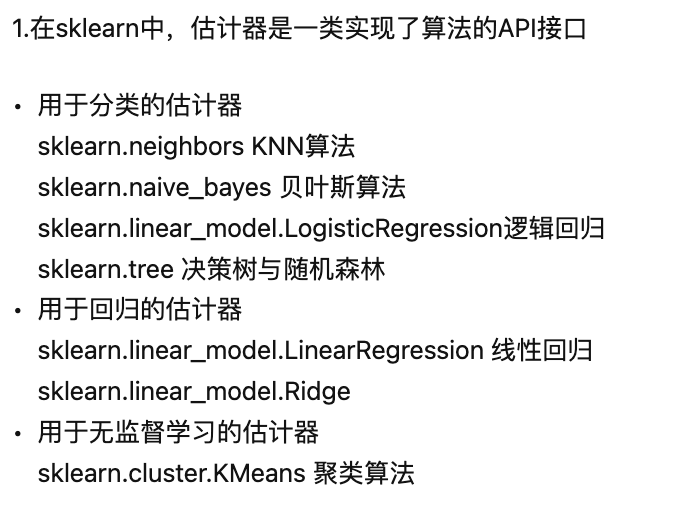 1.在sklearn中，估计器是一类实现了算法的API接口
• 用于分类的估计器
sklearn.neighbors KNN算法
sklearn.naive_bayes 贝叶斯算法
sklearn.linear_model.LogisticRegression逻辑回归
sklearn.tree 决策树与随机森林
• 用于回归的估计器
sklearn.linear_model.LinearRegression 线性回归
sklearn.linear_model.Ridge
• 用于无监督学习的估计器
sklearn.cluster.KMeans 聚类算法